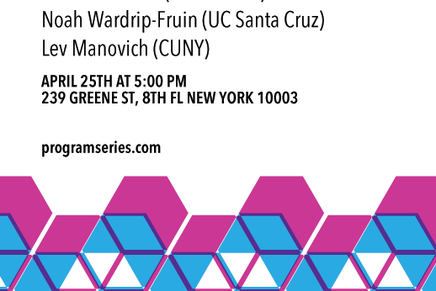 Noah Wardrip-Fruin (UC Santa Cruz)
Lev Manovich (CUNY)
APRIL 25TH AT 5:00 PM
239 GREENE ST, 8TH FL NEW YORK 10003
programseries.com